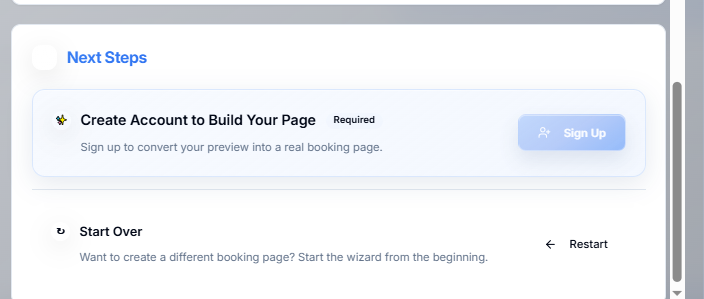 Next Steps
Create Account to Build Your Page Required
Sign up to convert your preview into a real booking page.
Sign Up
Start Over
Want to create a different booking page? Start the wizard from the beginning.
Restart